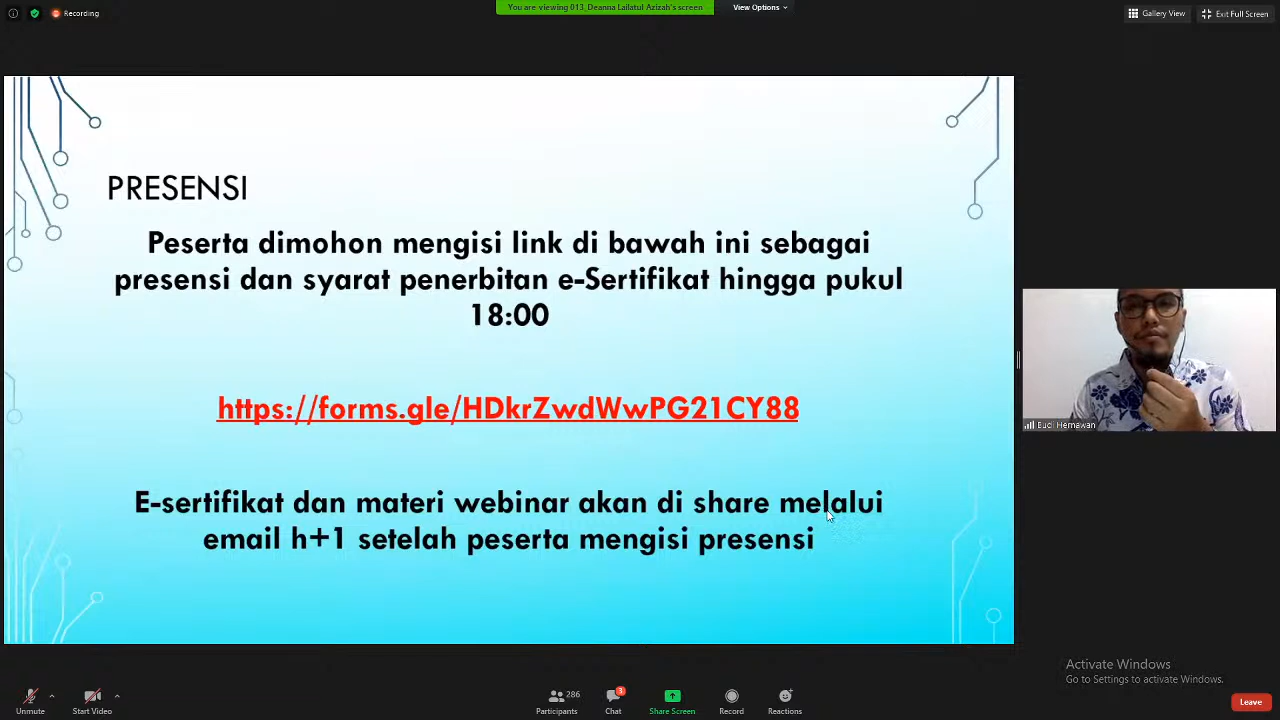 Recording
You are viewing 013_Deanna Lailatul Azizah's screen
View Options
Gallery View
Exit Full Screen
PRESENSI
Peserta dimohon mengisi link di bawah ini sebagai
presensi dan syarat penerbitan e-Sertifikat hingga pukul
18:00
https://forms.gle/HDkrZwdWwPG21CY88
E-sertifikat dan materi webinar akan di share melalui
email h+1 setelah peserta mengisi presensi
Budi Hernawan
Activate Windows
Go to Settings to activate Windows.
Unmute
Start Video
286
Participants
3
Chat
Share Screen
Record
Reactions
Leave